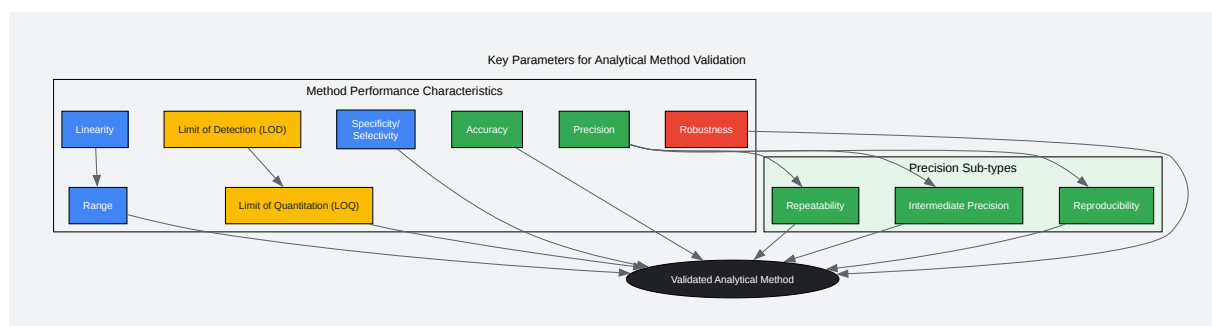 Key Parameters for Analytical Method Validation
Method Performance Characteristics
Linearity
Limit of Detection (LOD)
Specificity/
Selectivity
Accuracy
Precision
Robustness
Precision Sub-types
Range
Limit of Quantitation (LOQ)
Repeatability
Intermediate Precision
Reproducibility
Validated Analytical Method